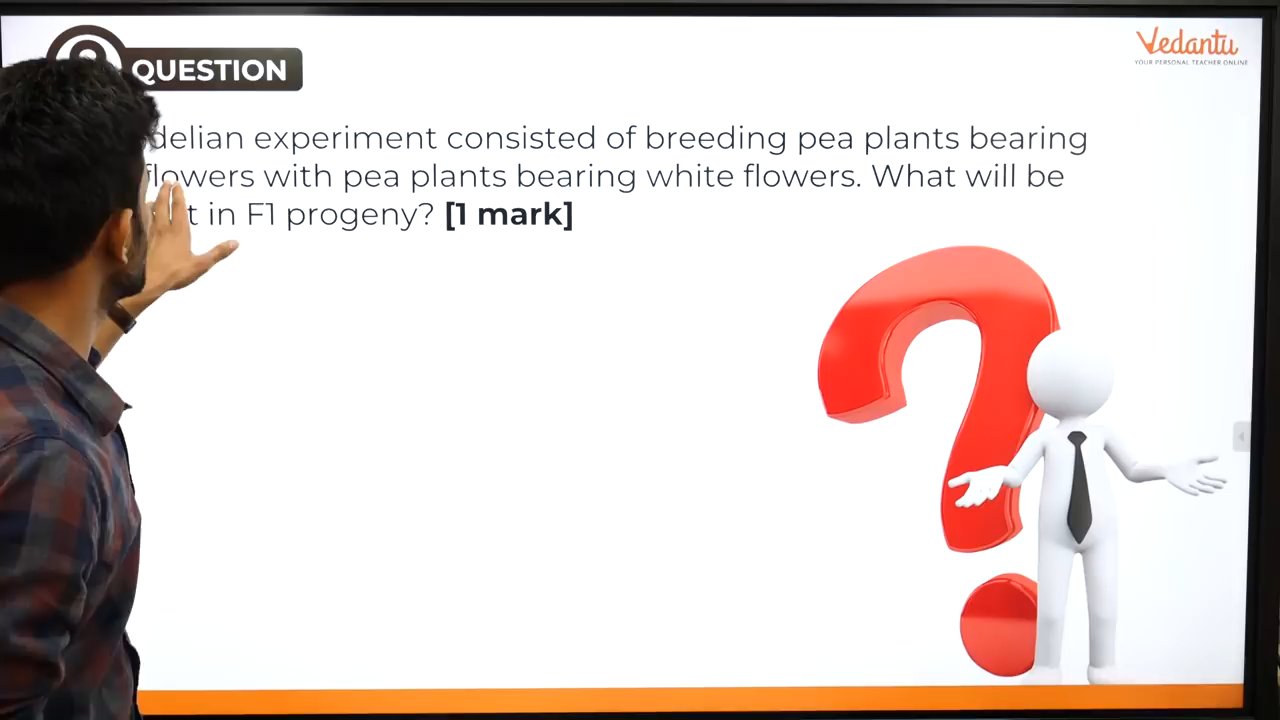 QUESTION
Vedantu
YOUR PERSONAL TEACHER ONLINE
delian experiment consisted of breeding pea plants bearing
flowers with pea plants bearing white flowers. What will be
t in F1 progeny? [1 mark]